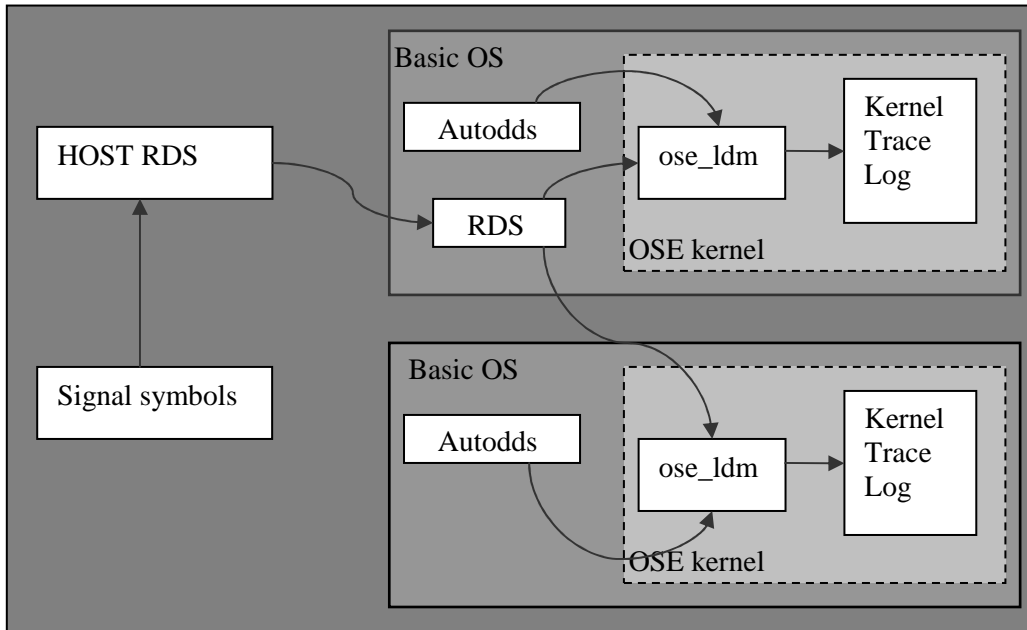 Basic OS
Autodds
HOST RDS
ose_ldm
Kernel
Trace
Log
RDS
OSE kernel
Signal symbols
Basic OS
Autodds
ose_ldm
Kernel
Trace
Log
OSE kernel